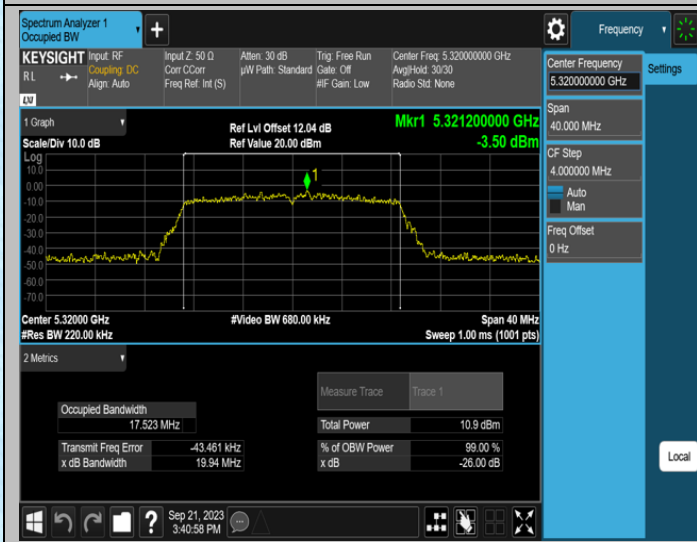 Spectrum Analyzer 1
Occupied BW
+
Frequency
KEYSIGHT
RL
LXI
Input: RF
Coupling: DC
Align: Auto
Input Z: 50 Ω
Corr CCorr
Freq Ref: Int (S)
Atten: 30 dB
µW Path: Standard
Trig: Free Run
Gate: Off
#IF Gain: Low
Center Freq: 5.320000000 GHz
Avg|Hold: 30/30
Radio Std: None
Center Frequency
5.320000000 GHz
Settings
Span
40.000 MHz
CF Step
4.000000 MHz
Auto
Man
Freq Offset
0 Hz
Local
1 Graph
Scale/Div 10.0 dB
Ref Lvl Offset 12.04 dB
Ref Value 20.00 dBm
Mkr1 5.321200000 GHz
-3.50 dBm
Log
10.0
0.00
-10.0
-20.0
-30.0
-40.0
-50.0
-60.0
-70.0
1
Center 5.32000 GHz
#Res BW 220.00 kHz
#Video BW 680.00 kHz
Span 40 MHz
Sweep 1.00 ms (1001 pts)
2 Metrics
Measure Trace
Trace 1
Occupied Bandwidth
17.523 MHz
Total Power
10.9 dBm
Transmit Freq Error
-43.461 kHz
% of OBW Power
99.00 %
x dB Bandwidth
19.94 MHz
x dB
-26.00 dB
?
Sep 21, 2023
3:40:58 PM